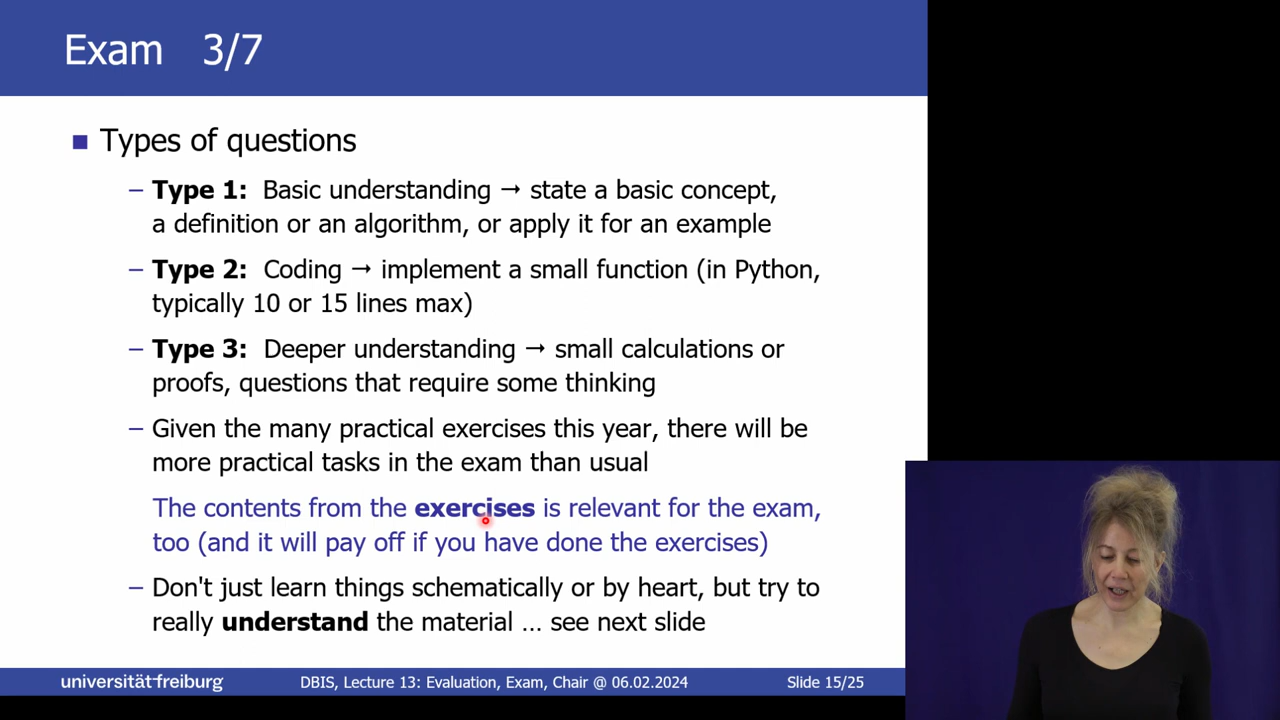 Exam 3/7
Types of questions
– Type 1: Basic understanding → state a basic concept,
a definition or an algorithm, or apply it for an example
– Type 2: Coding → implement a small function (in Python,
typically 10 or 15 lines max)
– Type 3: Deeper understanding → small calculations or
proofs, questions that require some thinking
– Given the many practical exercises this year, there will be
more practical tasks in the exam than usual
The contents from the exercises is relevant for the exam,
too (and it will pay off if you have done the exercises)
– Don't just learn things schematically or by heart, but try to
really understand the material … see next slide
universität freiburg DBIS, Lecture 13: Evaluation, Exam, Chair @ 06.02.2024 Slide 15/25